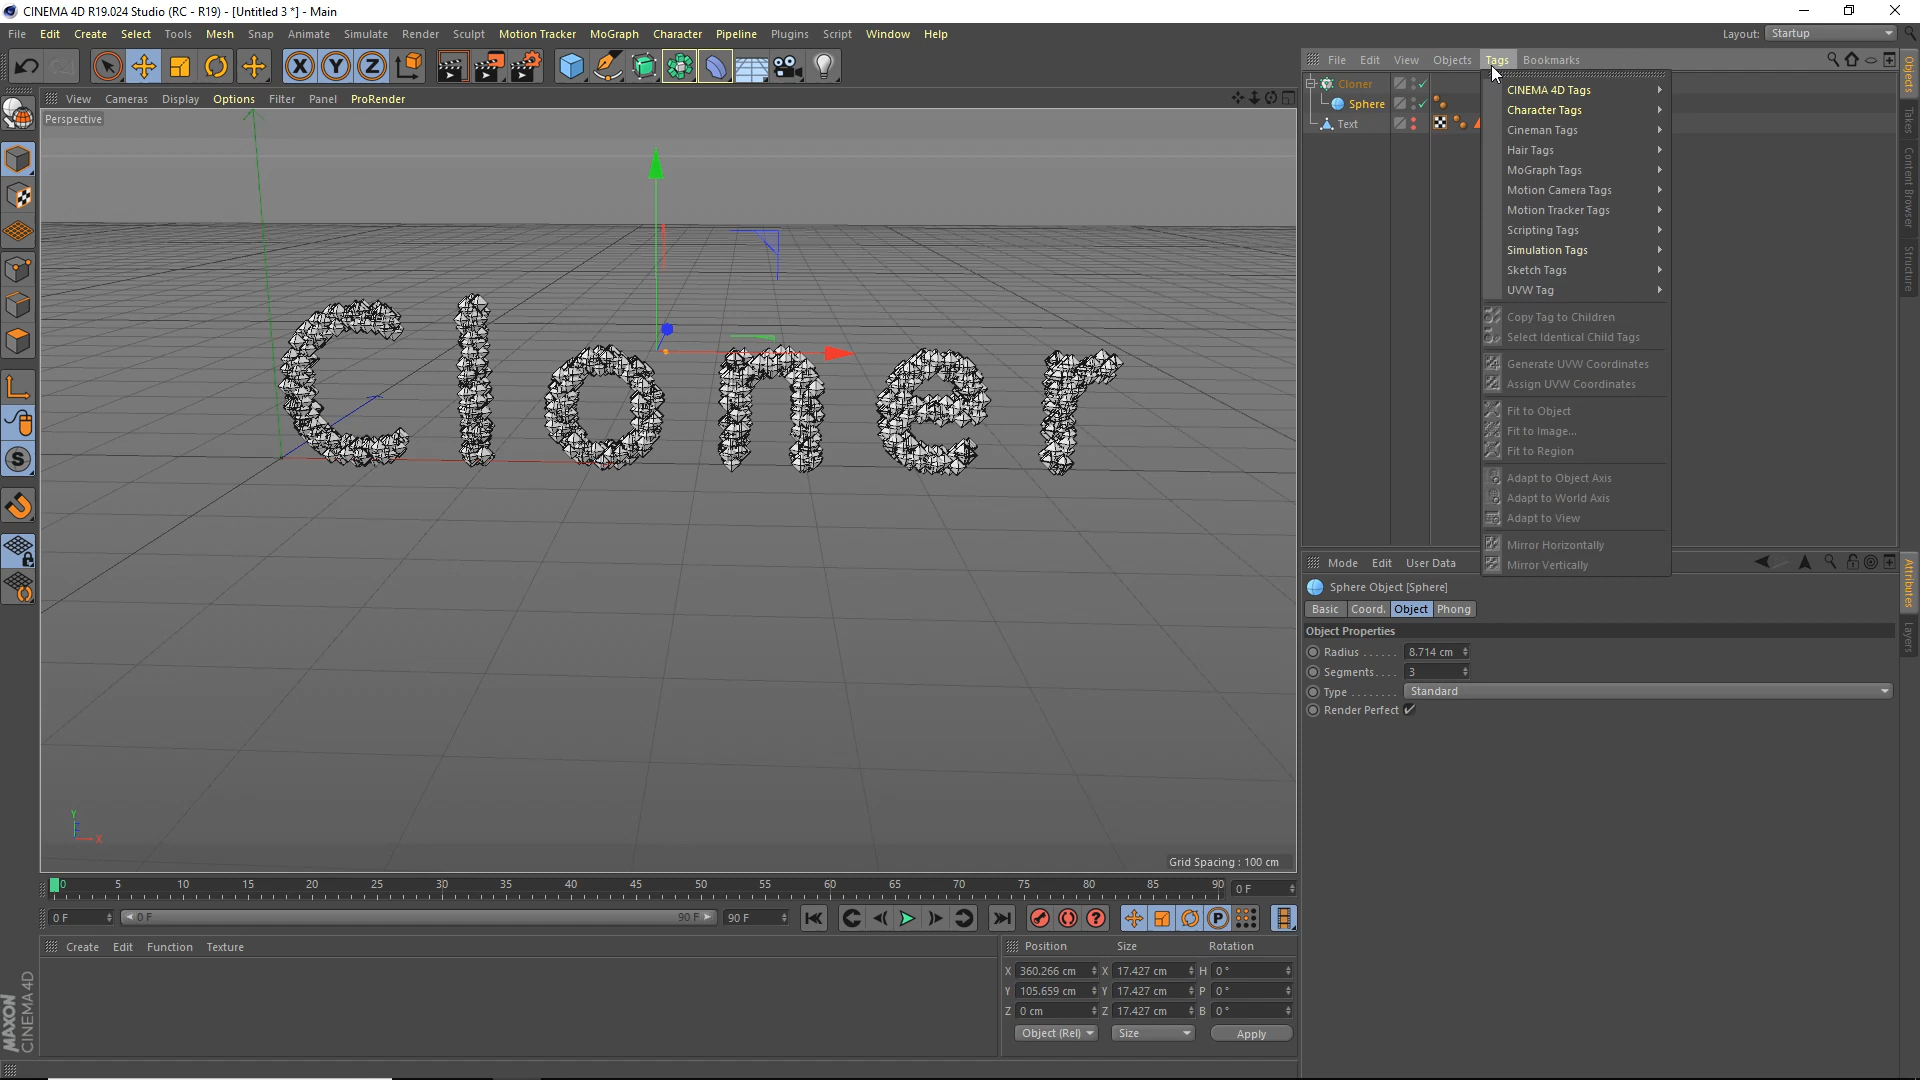 CINEMA 4D R19.024 Studio (RC - R19) - [Untitled 3 *] - Main
File Edit Create Select Tools Mesh Snap Animate Simulate Render Sculpt Motion Tracker MoGraph Character Pipeline Plugins Script Window Help
Layout: Startup
File Edit View Objects Tags Bookmarks
View Cameras Display Options Filter Panel ProRender
Perspective
Cloner
Sphere
Text
CINEMA 4D Tags
Character Tags
Cineman Tags
Hair Tags
MoGraph Tags
Motion Camera Tags
Motion Tracker Tags
Scripting Tags
Simulation Tags
Sketch Tags
UVW Tag
Copy Tag to Children
Select Identical Child Tags
Generate UVW Coordinates
Assign UVW Coordinates
Fit to Object
Fit to Image...
Fit to Region
Adapt to Object Axis
Adapt to World Axis
Adapt to View
Mirror Horizontally
Mirror Vertically
Objects
Takes
Content Browser
Structure
Cloner
Y
X
Grid Spacing : 100 cm
Mode Edit User Data
Sphere Object [Sphere]
Basic Coord. Object Phong
Object Properties
Radius . . . . . . 8.714 cm
Segments . . . . 3
Type . . . . . . . . Standard
Render Perfect
Attributes
Layers
0 5 10 15 20 25 30 35 40 45 50 55 60 65 70 75 80 85 90 0 F
0 F 0 F 90 F 90 F
Create Edit Function Texture
Position Size Rotation
X 360.266 cm X 17.427 cm H 0 °
Y 105.659 cm Y 17.427 cm P 0 °
Z 0 cm Z 17.427 cm B 0 °
Object (Rel) Size Apply
MAXON
CINEMA 4D